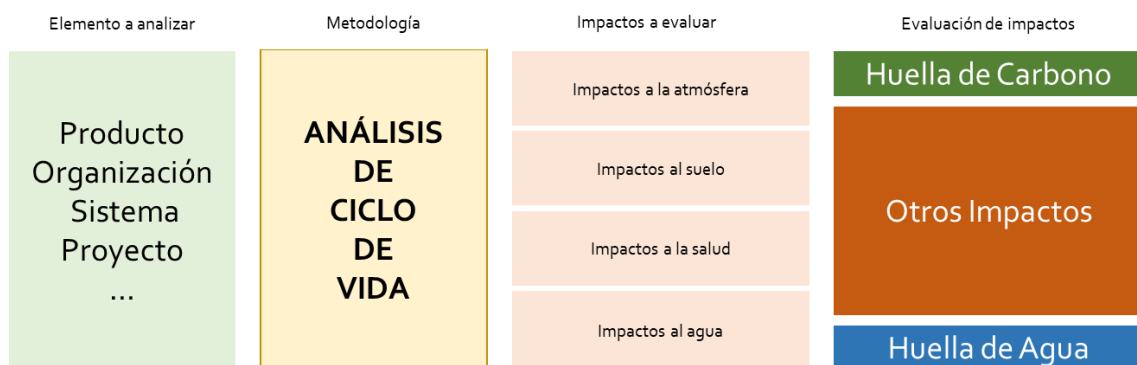 Elemento a analizar
Metodología
Impactos a evaluar
Evaluación de impactos
Producto
Organización
Sistema
Proyecto
...
ANÁLISIS
DE
CICLO
DE
VIDA
Impactos a la atmósfera
Impactos al suelo
Impactos a la salud
Impactos al agua
Huella de Carbono
Otros Impactos
Huella de Agua